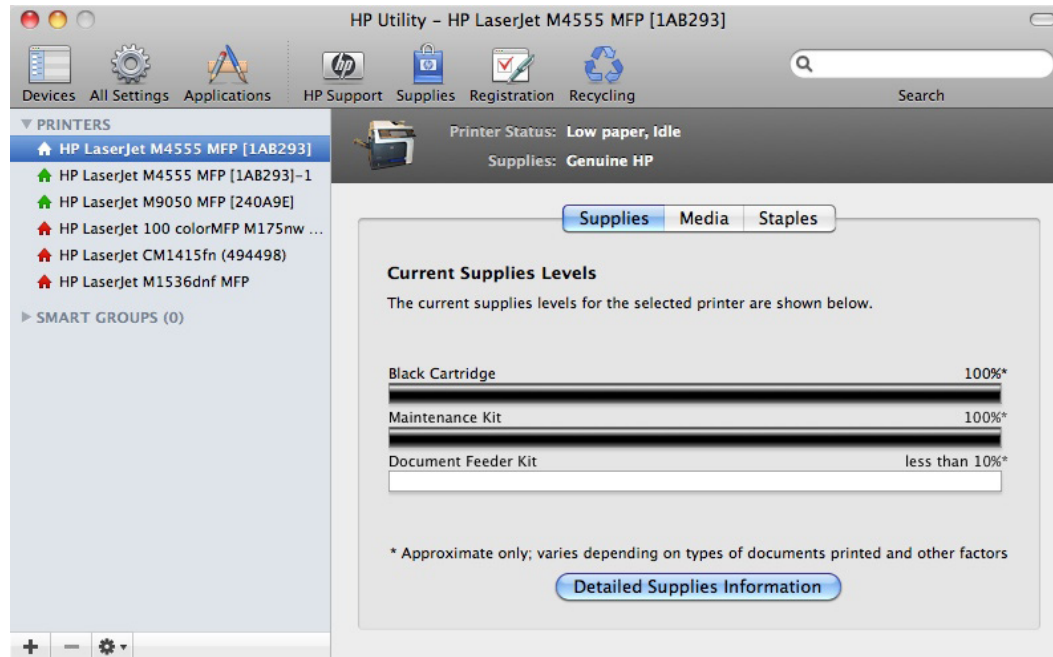 HP Utility – HP LaserJet M4555 MFP [1AB293]
Devices All Settings Applications HP Support Supplies Registration Recycling Search
PRINTERS
HP LaserJet M4555 MFP [1AB293]
HP LaserJet M4555 MFP [1AB293]-1
HP LaserJet M9050 MFP [240A9E]
HP LaserJet 100 colorMFP M175nw ...
HP LaserJet CM1415fn (494498)
HP LaserJet M1536dnf MFP
SMART GROUPS (0)
Printer Status: Low paper, Idle
Supplies: Genuine HP
Supplies Media Staples
Current Supplies Levels
The current supplies levels for the selected printer are shown below.
Black Cartridge 100%*
Maintenance Kit 100%*
Document Feeder Kit less than 10%*
* Approximate only; varies depending on types of documents printed and other factors
Detailed Supplies Information